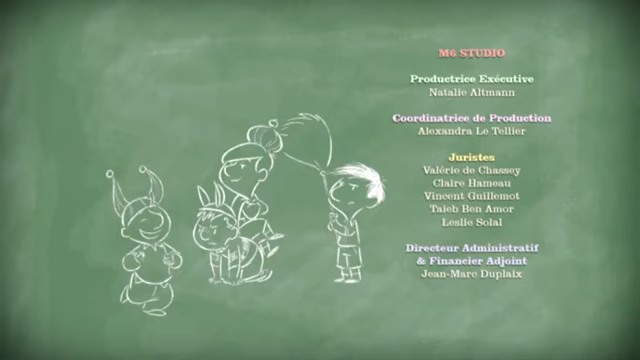 M6 STUDIO
Productrice Exécutive
Natalie Altmann
Coordinatrice de Production
Alexandra Le Tellier
Juristes
Valérie de Chassey
Claire Hameau
Vincent Guillemot
Taieb Ben Amor
Leslie Solal
Directeur Administratif
& Financier Adjoint
Jean-Marc Duplaix